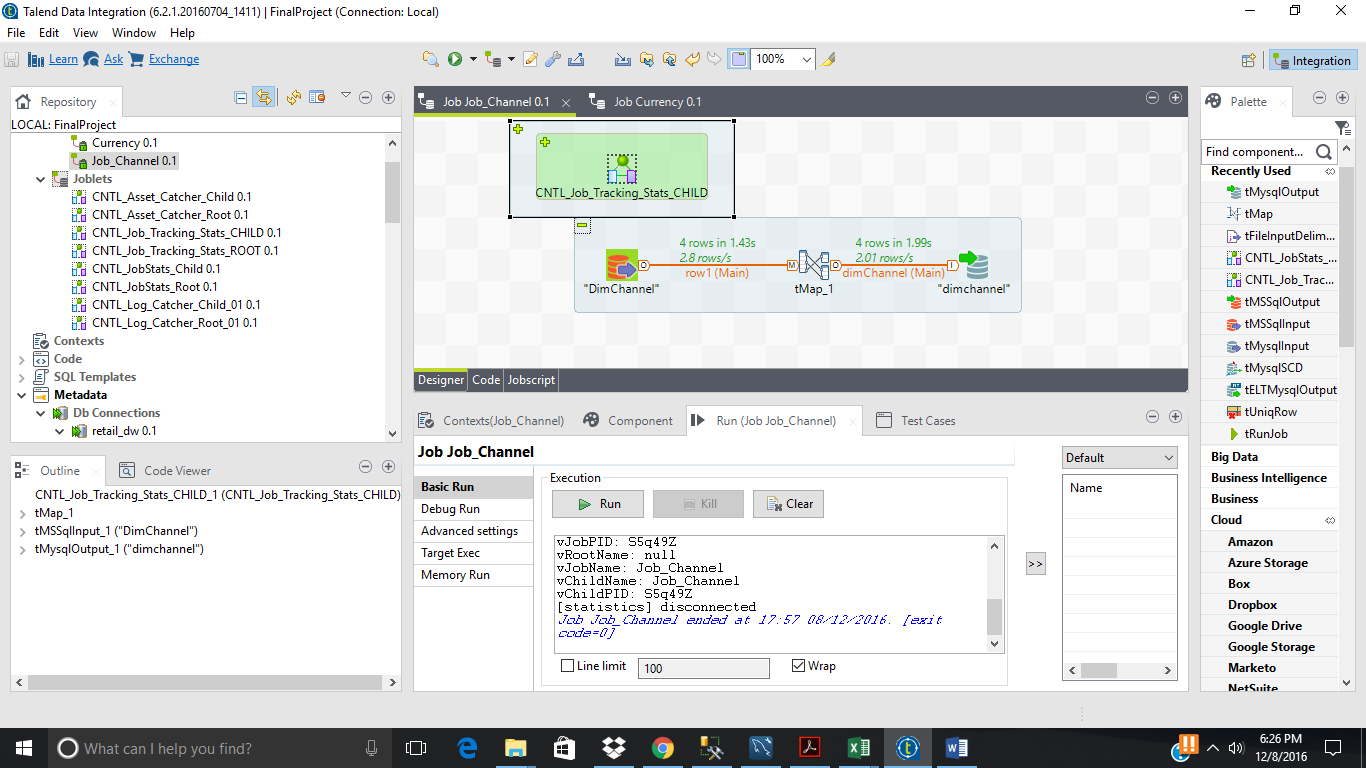 Talend Data Integration (6.2.1.20160704_1411) | FinalProject (Connection: Local)
File Edit View Window Help
Learn Ask Exchange
100%
Integration
Repository
LOCAL: FinalProject
Currency 0.1
Job_Channel 0.1
Joblets
CNTL_Asset_Catcher_Child 0.1
CNTL_Asset_Catcher_Root 0.1
CNTL_Job_Tracking_Stats_CHILD 0.1
CNTL_Job_Tracking_Stats_ROOT 0.1
CNTL_JobStats_Child 0.1
CNTL_JobStats_Root 0.1
CNTL_Log_Catcher_Child_01 0.1
CNTL_Log_Catcher_Root_01 0.1
Contexts
Code
SQL Templates
Metadata
Db Connections
retail_dw 0.1
Outline
Code Viewer
CNTL_Job_Tracking_Stats_CHILD_1 (CNTL_Job_Tracking_Stats_CHILD)
tMap_1
tMSSqlInput_1 ("DimChannel")
tMysqlOutput_1 ("dimchannel")
Job Job_Channel 0.1
Job Currency 0.1
CNTL_Job_Tracking_Stats_CHILD
4 rows in 1.43s
2.8 rows/s
row1 (Main)
4 rows in 1.99s
2.01 rows/s
dimChannel (Main)
"DimChannel"
tMap_1
"dimchannel"
Designer Code Jobscript
Contexts(Job_Channel)
Component
Run (Job Job_Channel)
Test Cases
Job Job_Channel
Basic Run
Debug Run
Advanced settings
Target Exec
Memory Run
Execution
Run
Kill
Clear
vJobPID: S5q49Z
vRootName: null
vJobName: Job_Channel
vChildName: Job_Channel
vChildPID: S5q49Z
[statistics] disconnected
Job Job_Channel ended at 17:57 08/12/2016. [exit
code=0]
Line limit
100
Wrap
>>
Default
Name
Palette
Find component...
Recently Used
tMysqlOutput
tMap
tFileInputDelim...
CNTL_JobStats_...
CNTL_Job_Trac...
tMSSqlOutput
tMSSqlInput
tMysqlInput
tMysqlSCD
tELTMysqlOutput
tUniqRow
tRunJob
Big Data
Business Intelligence
Business
Cloud
Amazon
Azure Storage
Box
Dropbox
Google Drive
Google Storage
Marketo
NetSuite
What can I help you find?
6:26 PM
12/8/2016